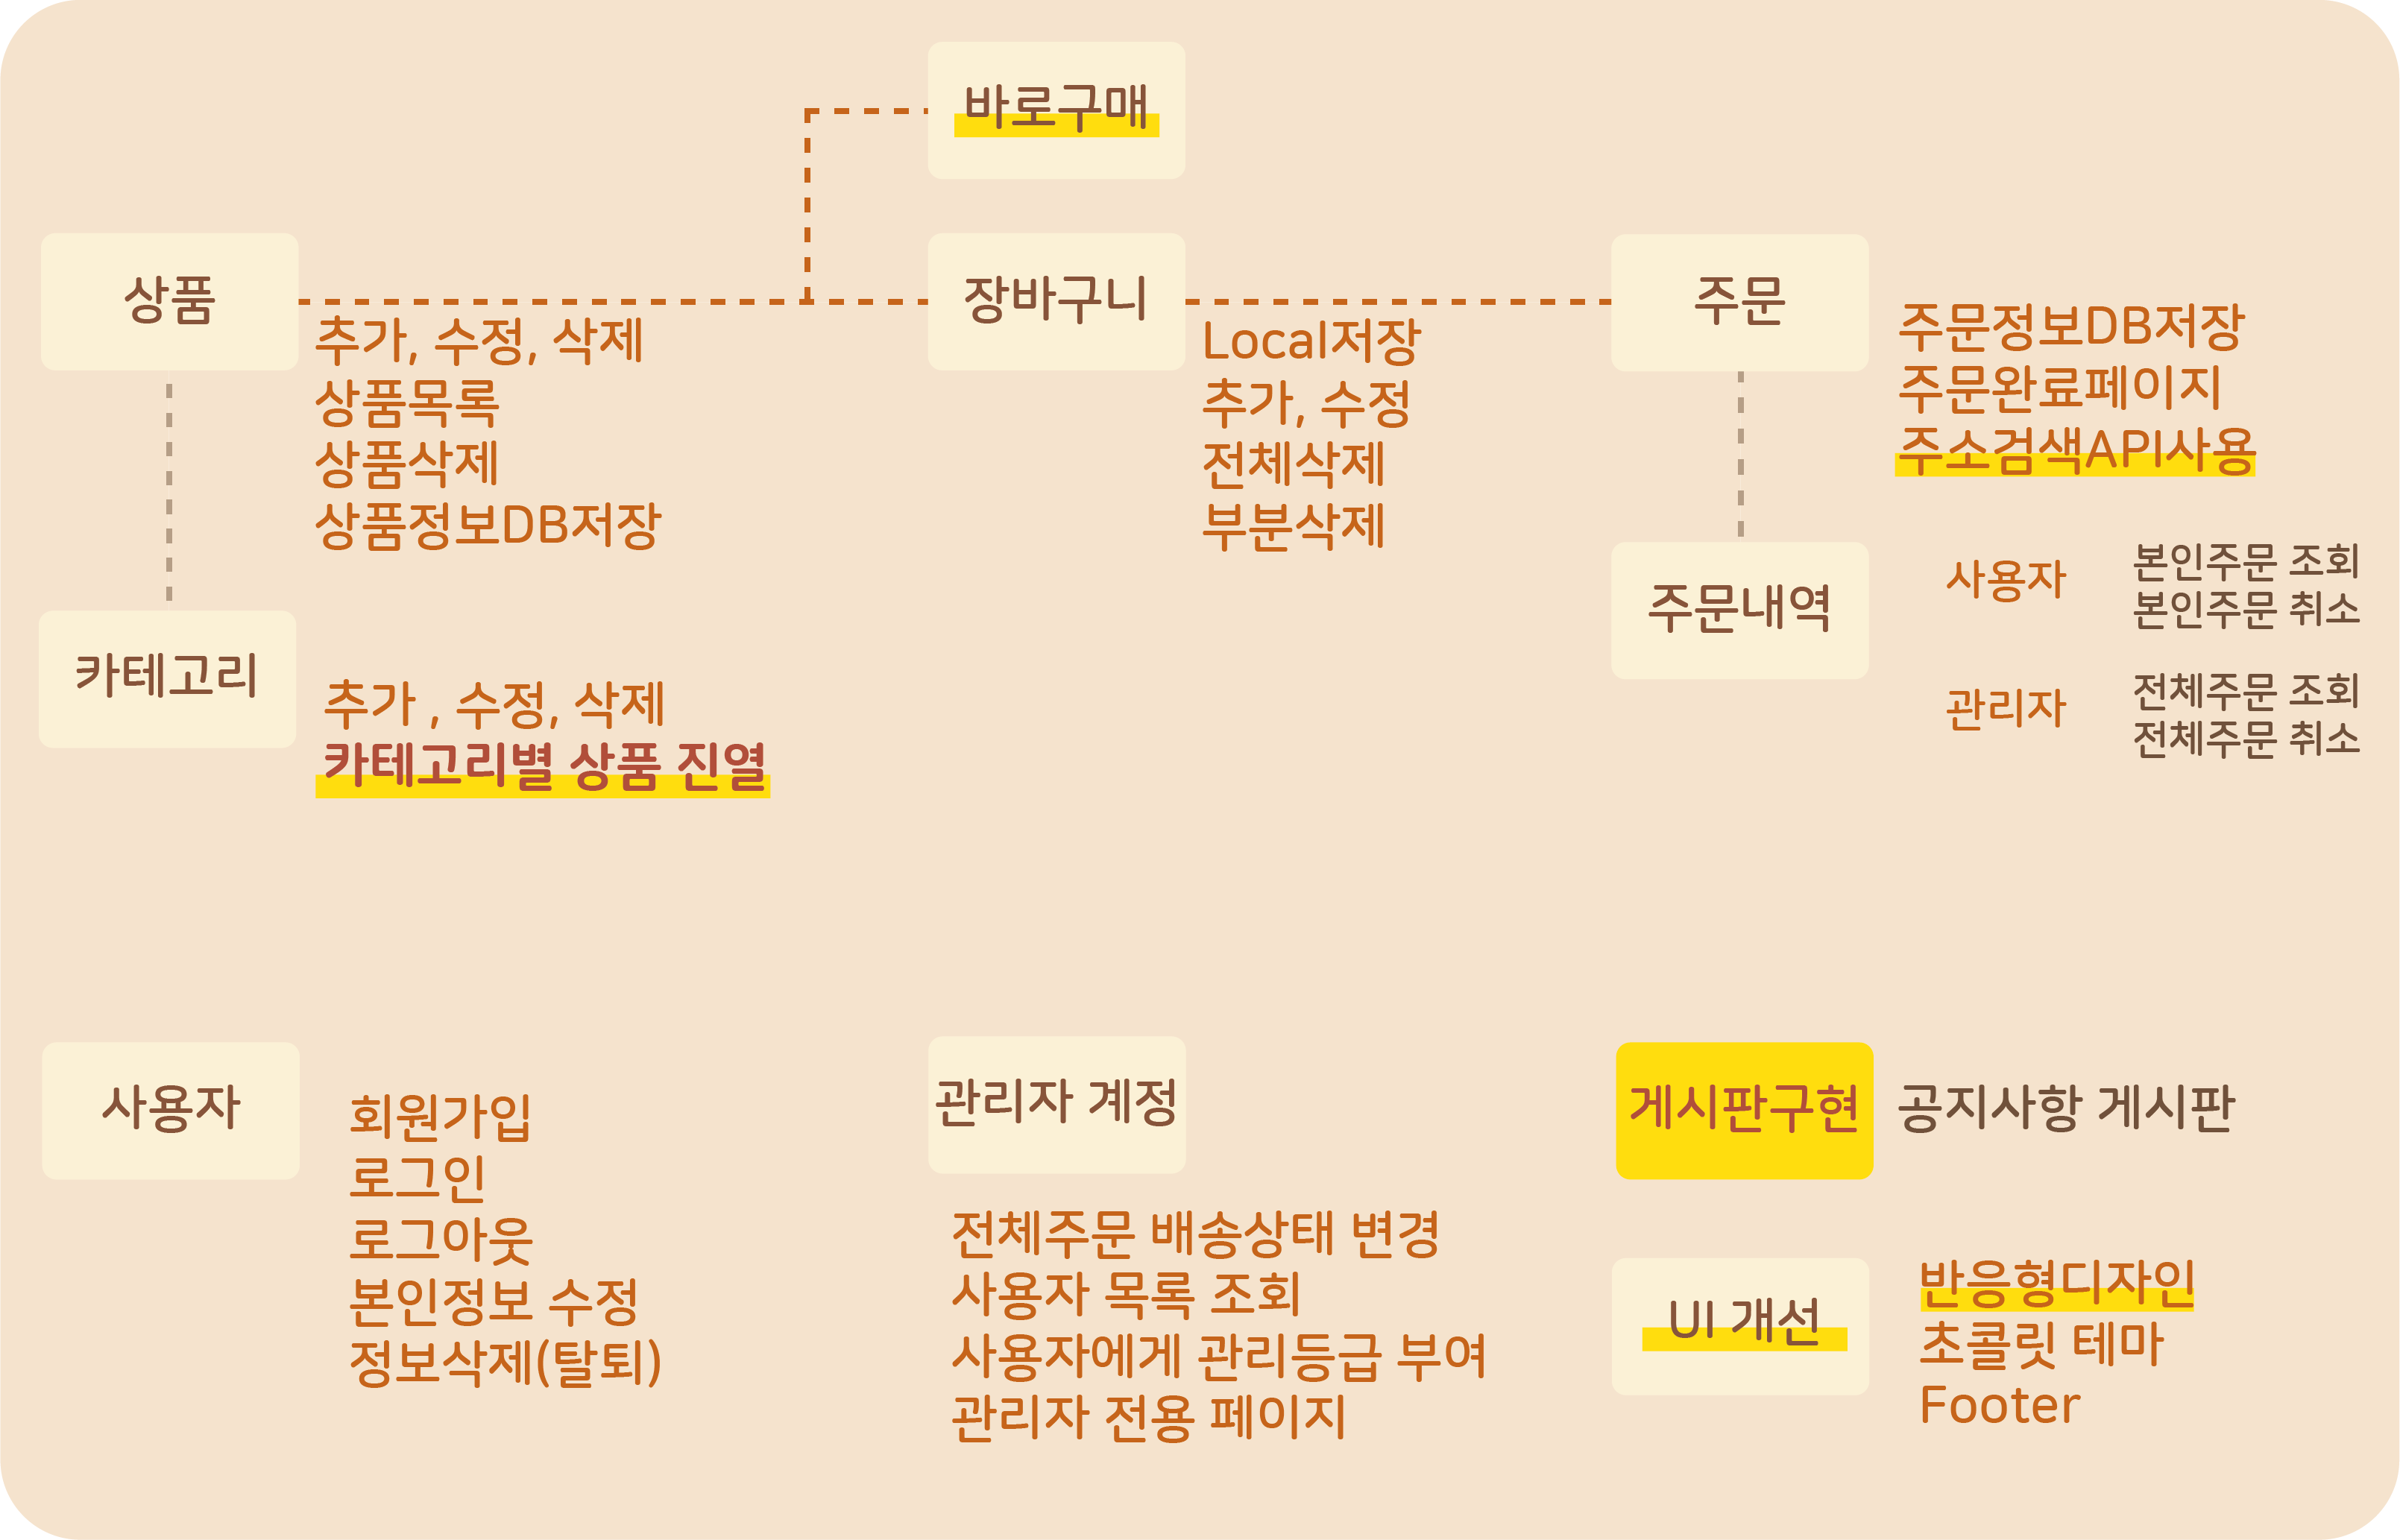 바로구매
상품
추가, 수정, 삭제
상품목록
상품삭제
상품정보DB저장
장바구니
Local저장
추가, 수정
전체삭제
부분삭제
주문
주문정보DB저장
주문완료페이지
주소검색API사용
카테고리
추가 , 수정, 삭제
카테고리별 상품 진열
주문내역
사용자
본인주문 조회
본인주문 취소
관리자
전체주문 조회
전체주문 취소
사용자
회원가입
로그인
로그아웃
본인정보 수정
정보삭제(탈퇴)
관리자 계정
전체주문 배송상태 변경
사용자 목록 조회
사용자에게 관리등급 부여
관리자 전용 페이지
게시판구현
공지사항 게시판
UI 개선
반응형디자인
초콜릿 테마
Footer